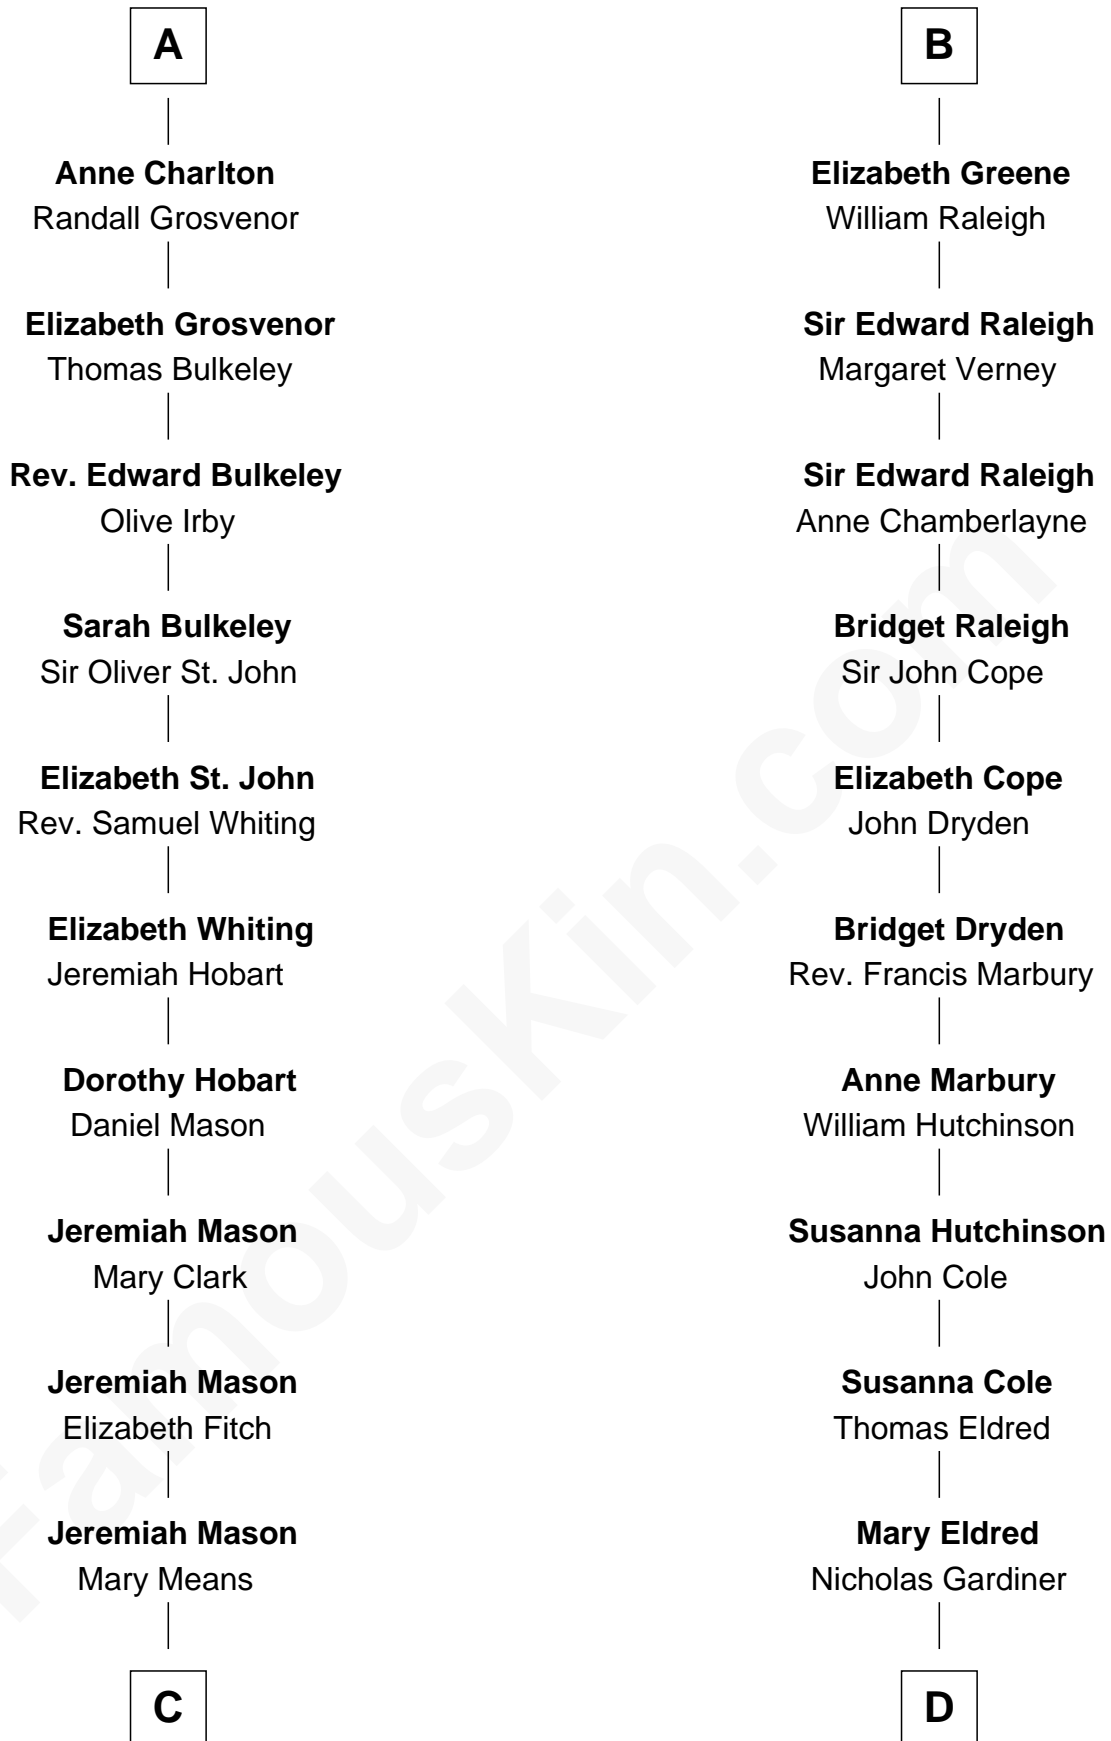 A
Anne Charlton
Randall Grosvenor
Elizabeth Grosvenor
Thomas Bulkeley
Rev. Edward Bulkeley
Olive Irby
Sarah Bulkeley
Sir Oliver St. John
Elizabeth St. John
Rev. Samuel Whiting
Elizabeth Whiting
Jeremiah Hobart
Dorothy Hobart
Daniel Mason
Jeremiah Mason
Mary Clark
Jeremiah Mason
Elizabeth Fitch
Jeremiah Mason
Mary Means
C
B
Elizabeth Greene
William Raleigh
Sir Edward Raleigh
Margaret Verney
Sir Edward Raleigh
Anne Chamberlayne
Bridget Raleigh
Sir John Cope
Elizabeth Cope
John Dryden
Bridget Dryden
Rev. Francis Marbury
Anne Marbury
William Hutchinson
Susanna Hutchinson
John Cole
Susanna Cole
Thomas Eldred
Mary Eldred
Nicholas Gardiner
D
FamousKin.com